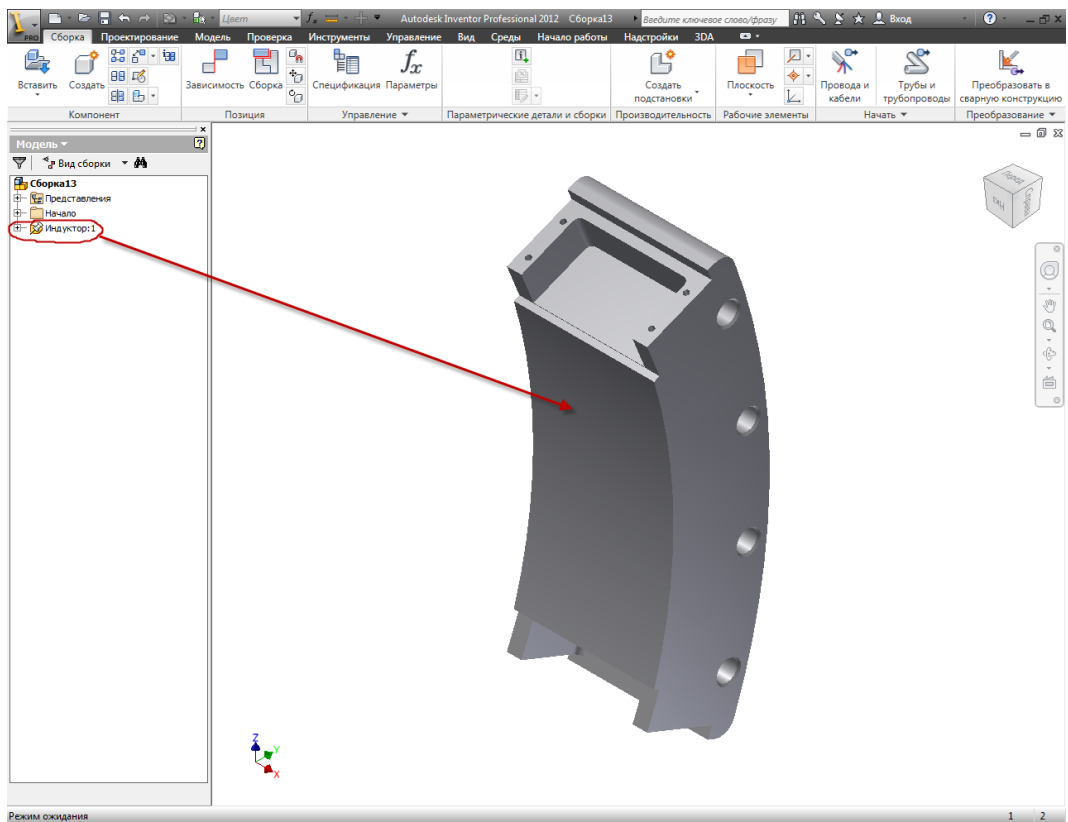 Цвет
Autodesk Inventor Professional 2012 Сборка13
Введите ключевое слово/фразу
Вход
PRO
Сборка Проектирование Модель Проверка Инструменты Управление Вид Среды Начало работы Надстройки 3DA
Вставить Создать Зависимость Сборка Спецификация Параметры Создать подстановки Плоскость Провода и кабели Трубы и трубопроводы Преобразовать в сварную конструкцию
Компонент Позиция Управление Параметрические детали и сборки Производительность Рабочие элементы Начать Преобразование
Модель
Вид сборки
Сборка13
Представления
Начало
Индуктор:1
Z
Y
X
Режим ожидания 1 2